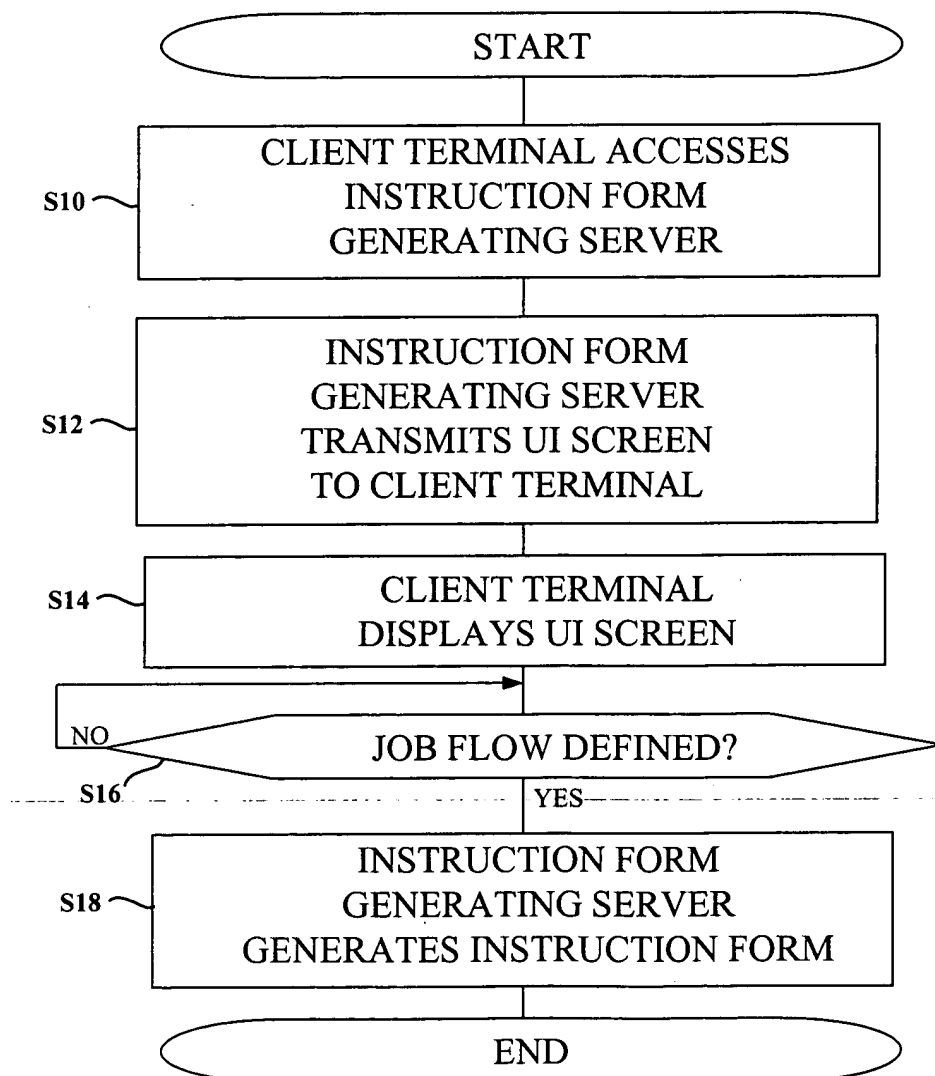 START
S10
CLIENT TERMINAL ACCESSES
INSTRUCTION FORM
GENERATING SERVER
S12
INSTRUCTION FORM
GENERATING SERVER
TRANSMITS UI SCREEN
TO CLIENT TERMINAL
S14
CLIENT TERMINAL
DISPLAYS UI SCREEN
NO
JOB FLOW DEFINED?
S16
YES
S18
INSTRUCTION FORM
GENERATING SERVER
GENERATES INSTRUCTION FORM
END